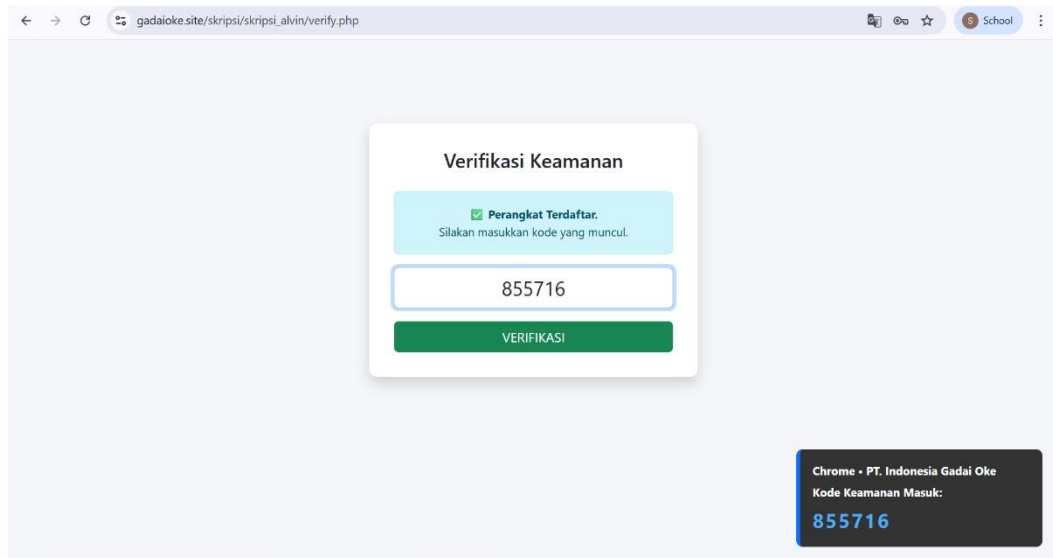 gadaioke.site/skripsi/skripsi_alvin/verify.php
S School
Verifikasi Keamanan
✅ Perangkat Terdaftar.
Silakan masukkan kode yang muncul.
855716
VERIFIKASI
Chrome • PT. Indonesia Gadai Oke
Kode Keamanan Masuk:
855716